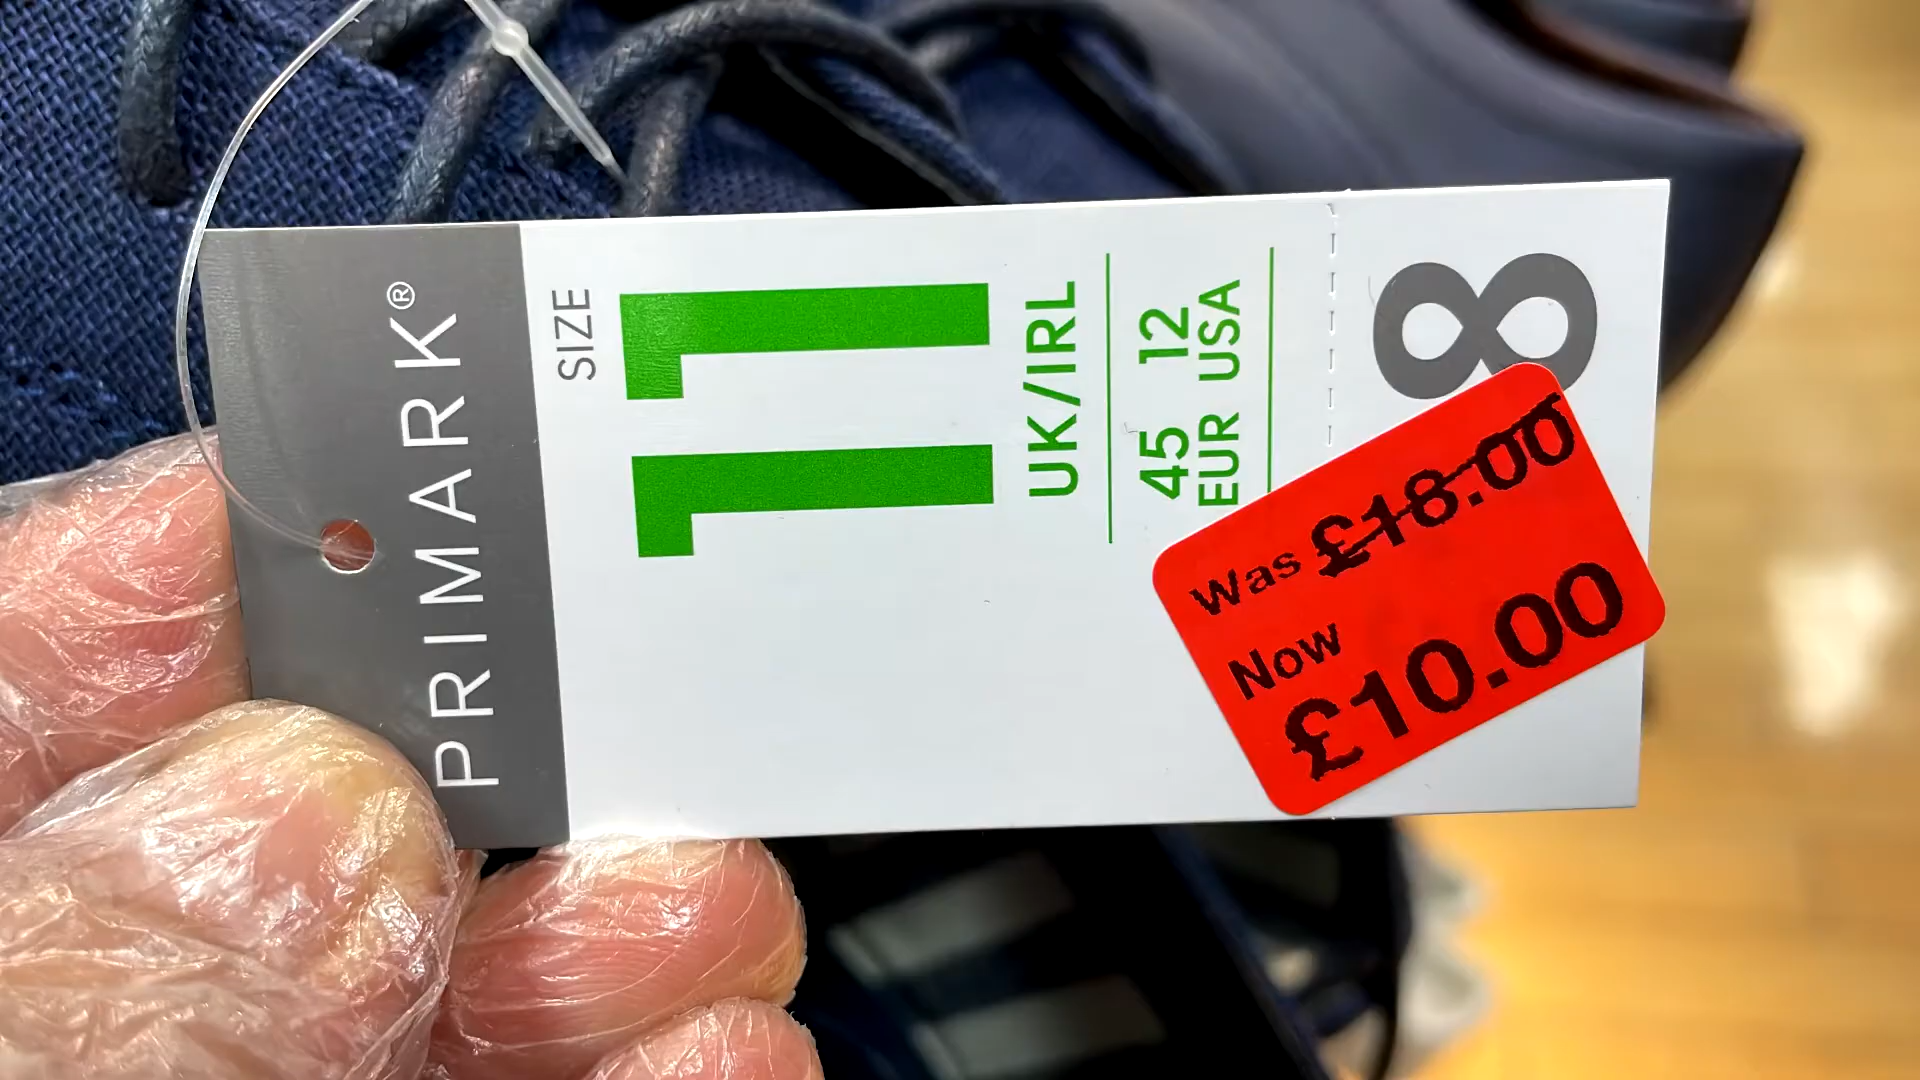 PRIMARK®
SIZE
11
UK/IRL
45 12
EUR USA
8
Was £18.00
Now
£10.00